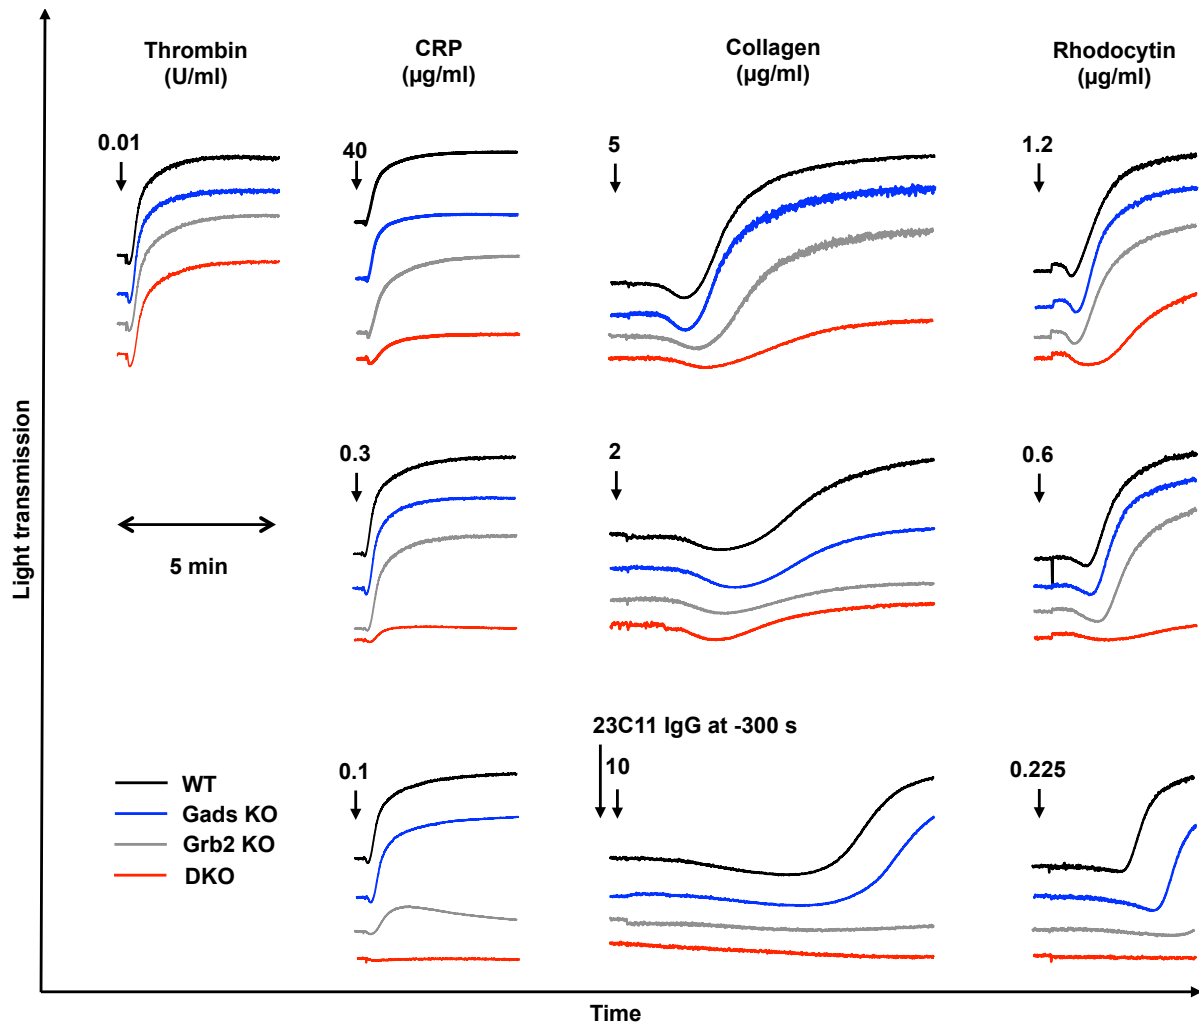 Thrombin
(U/ml)
CRP
(µg/ml)
Collagen
(µg/ml)
Rhodocytin
(µg/ml)
0.01
40
5
1.2
0.3
2
0.6
5 min
23C11 IgG at -300 s
0.1
10
0.225
WT
Gads KO
Grb2 KO
DKO
Light transmission
Time